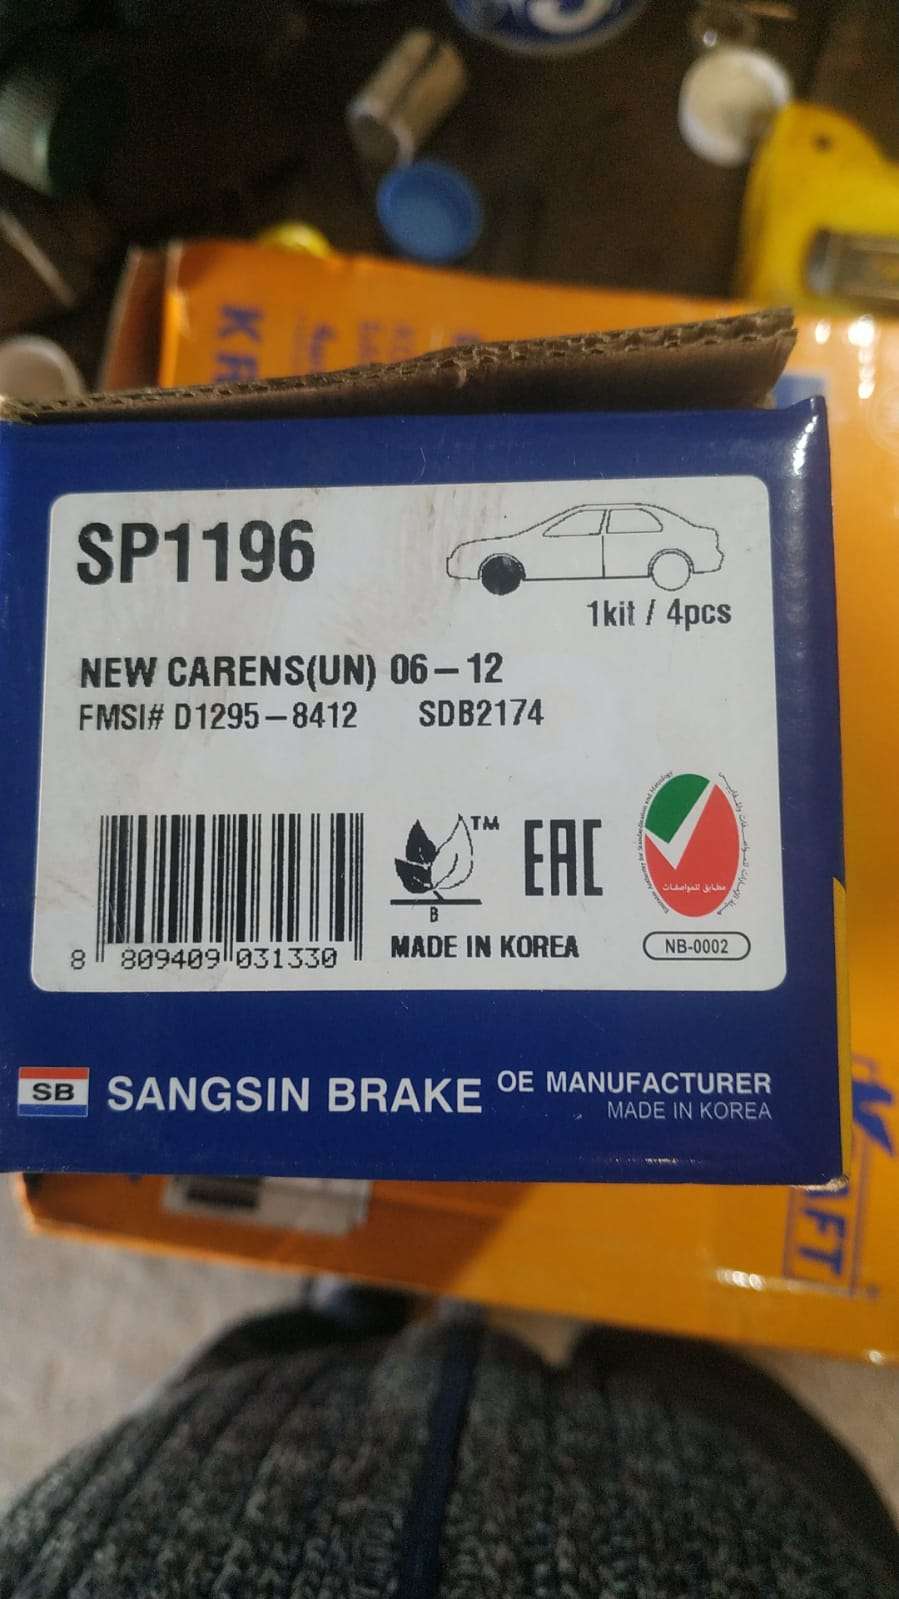 SP1196
1kit / 4pcs
NEW CARENS(UN) 06-12
FMSI# D1295-8412 SDB2174
TM
B
EAC
مطابق للمواصفات
8 809409 031330
MADE IN KOREA
NB-0002
SB SANGSIN BRAKE OE MANUFACTURER
MADE IN KOREA